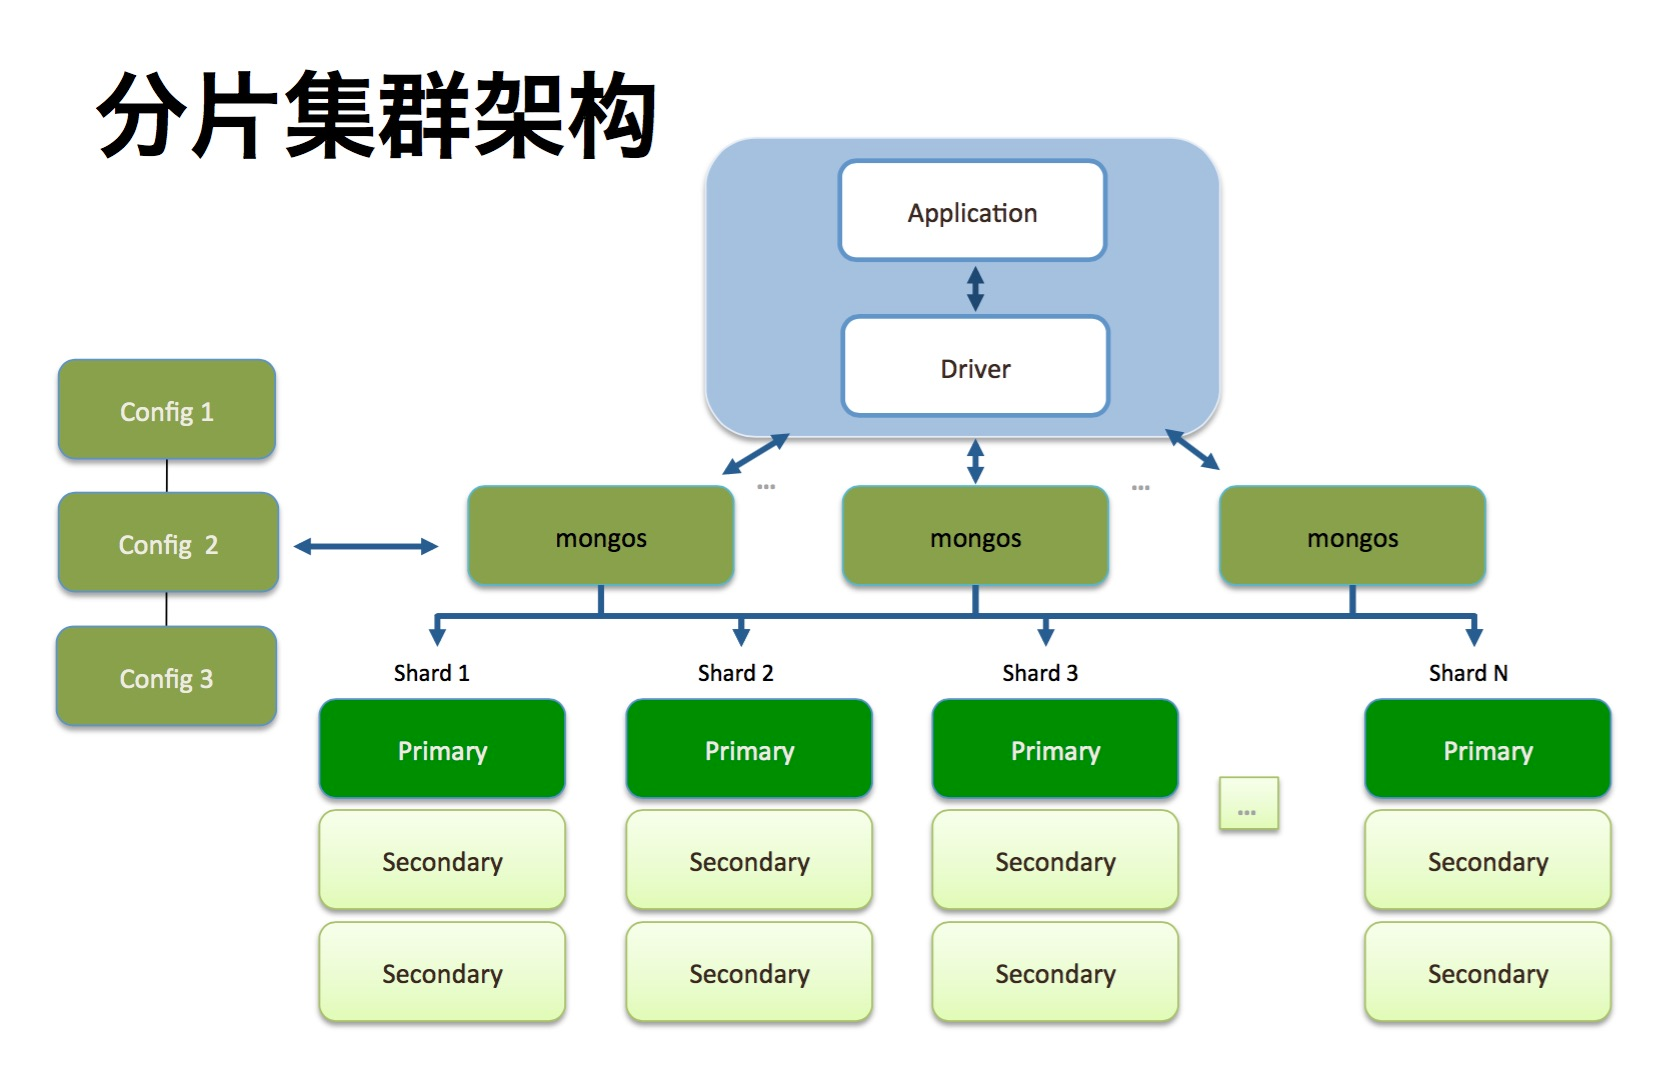 分片集群架构
Application
Driver
Config 1
Config 2
Config 3
...
...
mongos
mongos
mongos
Shard 1
Shard 2
Shard 3
Shard N
Primary
Primary
Primary
Primary
...
Secondary
Secondary
Secondary
Secondary
Secondary
Secondary
Secondary
Secondary